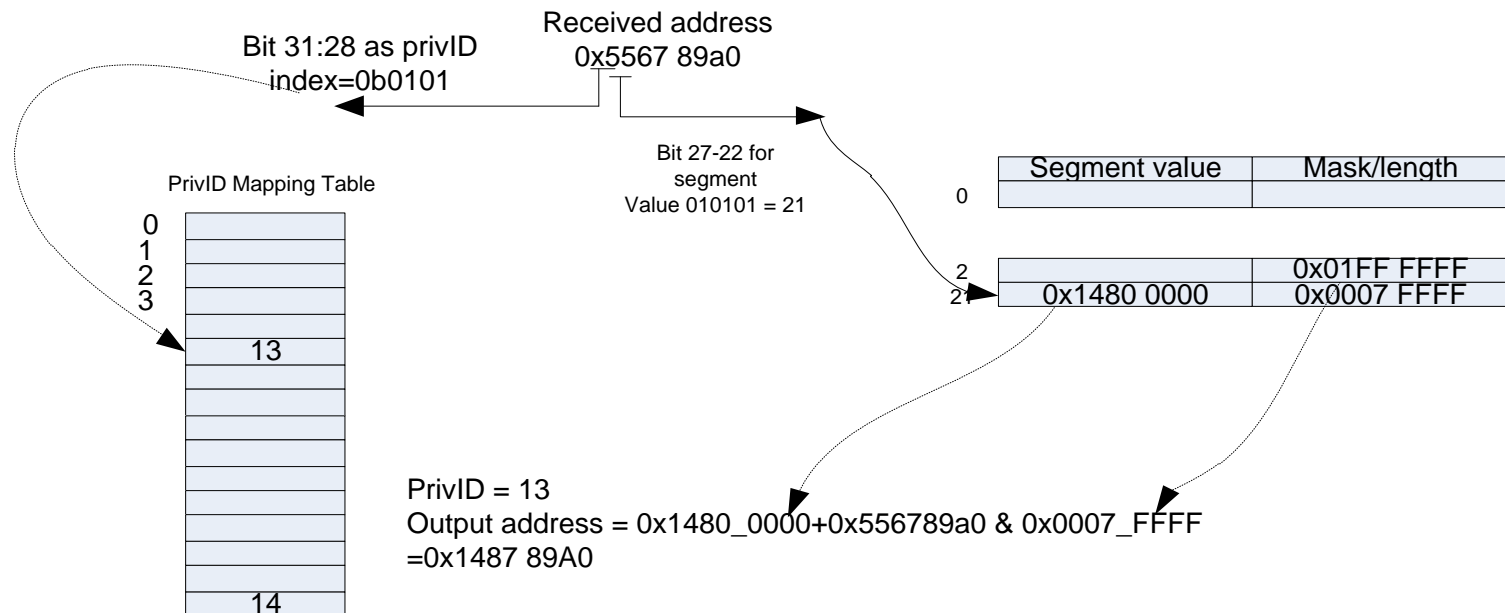 Received address
0x5567 89a0
Bit 31:28 as privID
index=0b0101
Bit 27-22 for
segment
Value 010101 = 21
PrivID Mapping Table
0
1
2
3
13
14
Segment value Mask/length
0
2 0x01FF FFFF
21 0x1480 0000 0x0007 FFFF
PrivID = 13
Output address = 0x1480_0000+0x556789a0 & 0x0007_FFFF
=0x1487 89A0